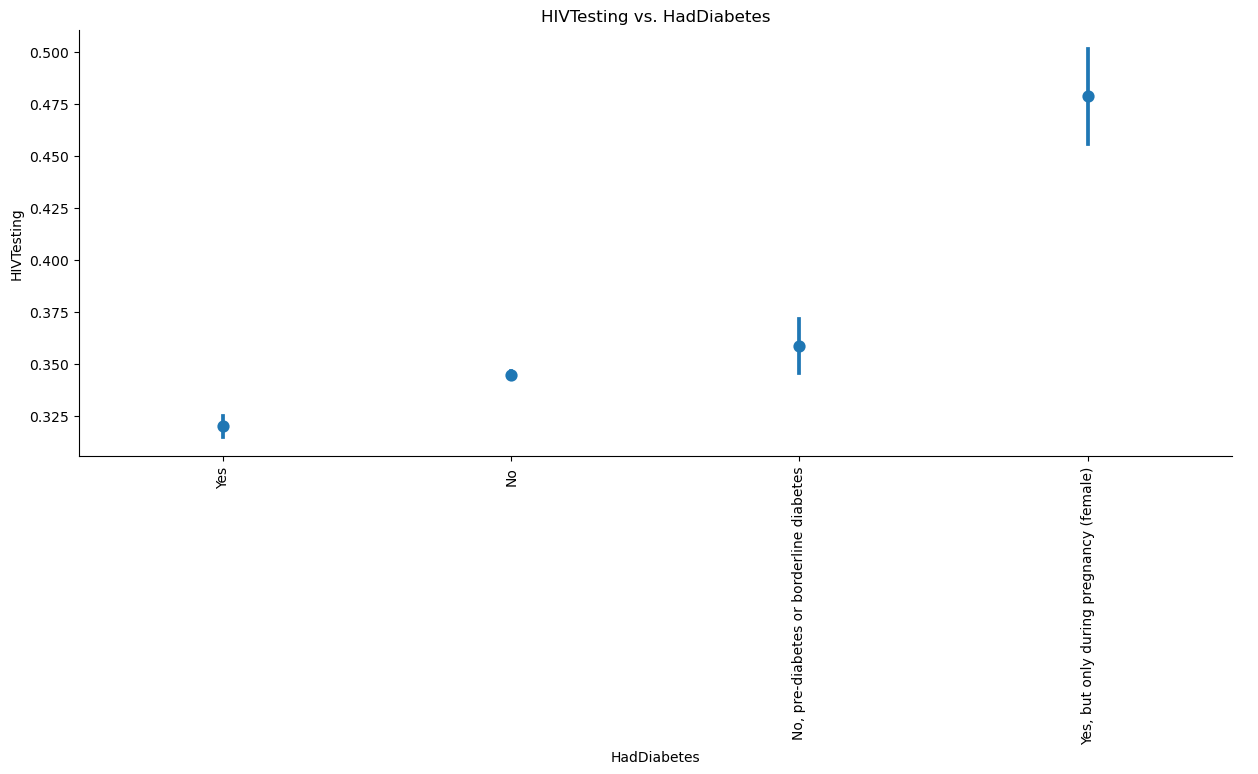 HIVTesting vs. HadDiabetes
0.500
0.475
0.450
0.425
0.400
0.375
0.350
0.325
HIVTesting
Yes
No
No, pre-diabetes or borderline diabetes
Yes, but only during pregnancy (female)
HadDiabetes